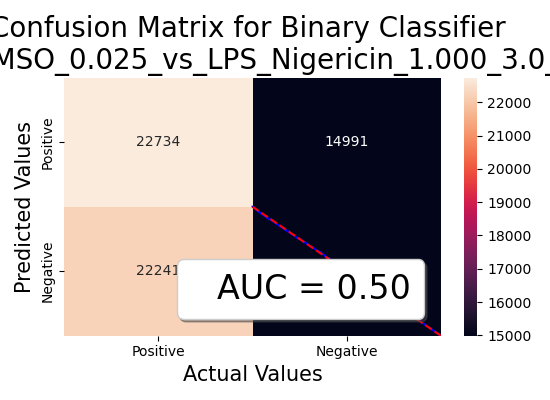 Confusion Matrix for Binary Classifier
MSO_0.025_vs_LPS_Nigericin_1.000_3.0_
Predicted Values
Positive
Negative
22734
14991
22241
AUC = 0.50
Positive
Negative
Actual Values
22000
21000
20000
19000
18000
17000
16000
15000